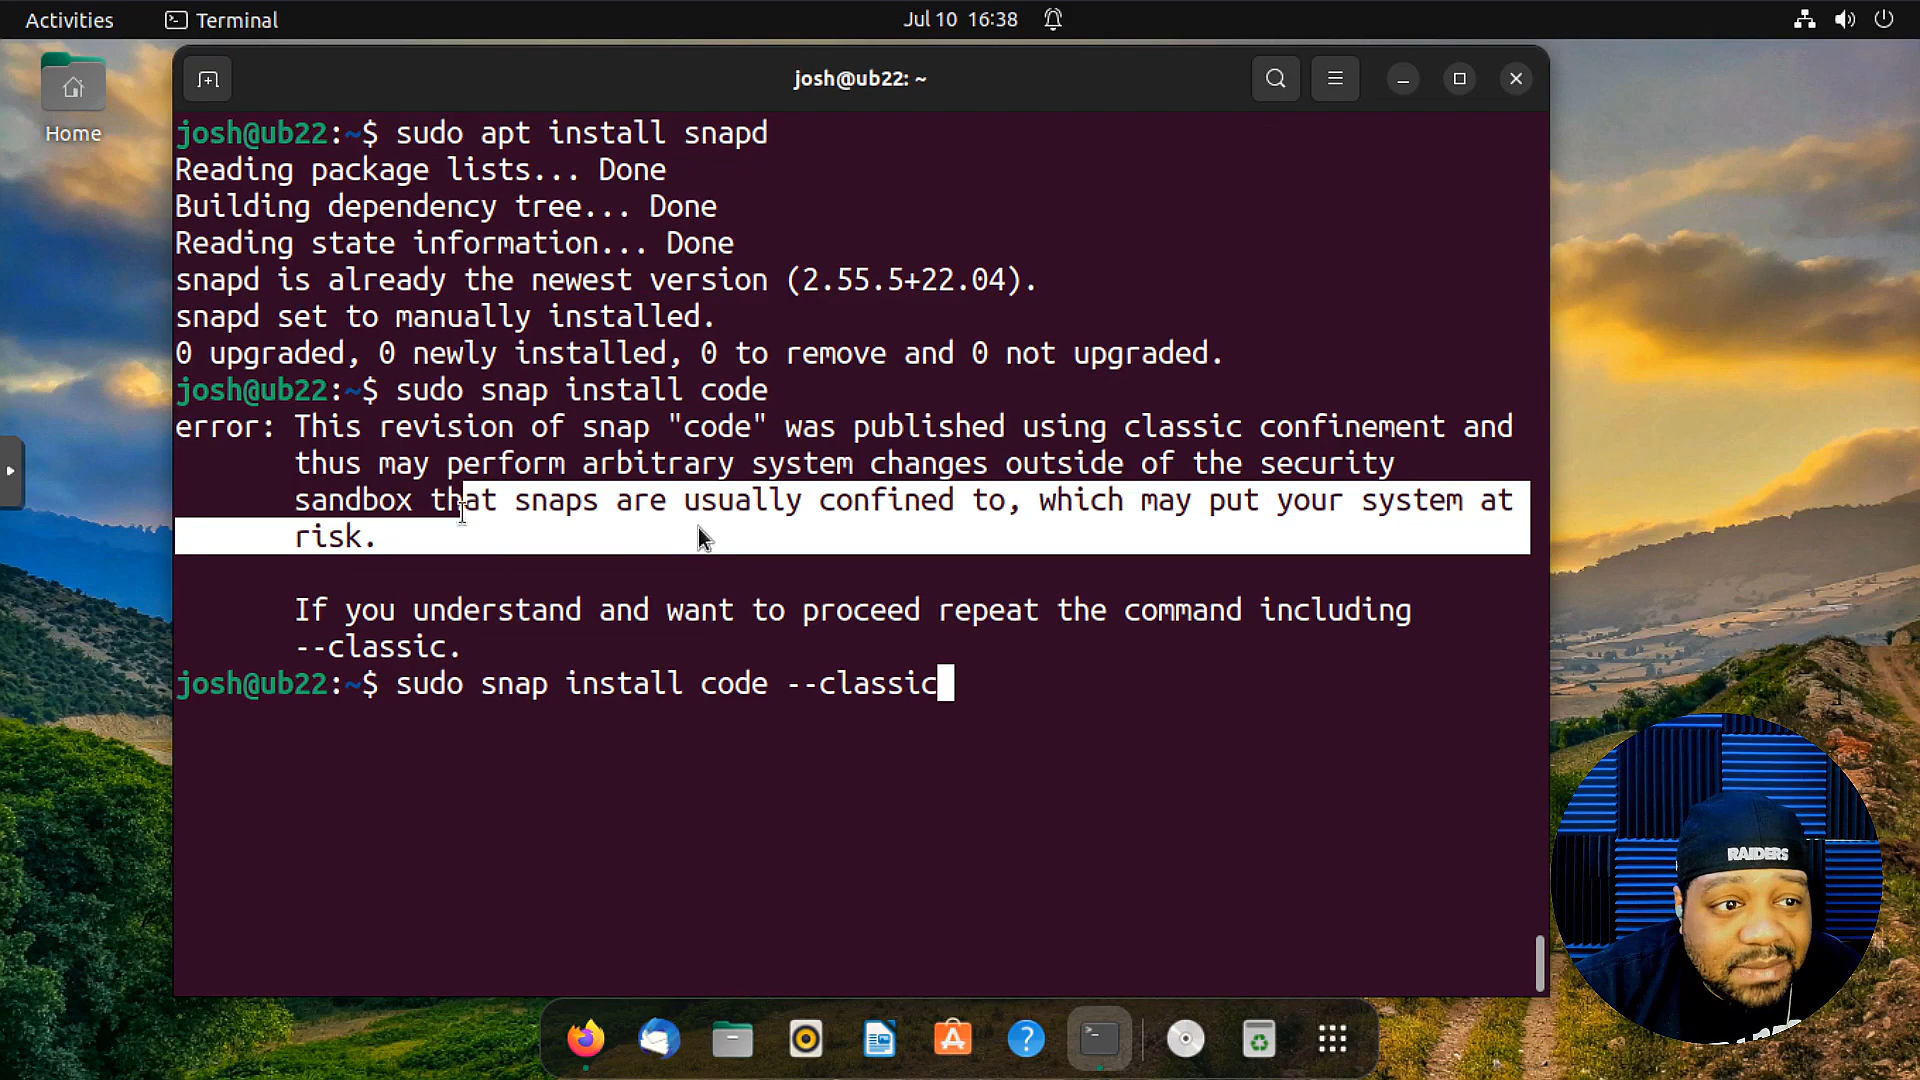 Activities
Terminal
Jul 10 16:38
Home
josh@ub22: ~
josh@ub22:~$ sudo apt install snapd
Reading package lists... Done
Building dependency tree... Done
Reading state information... Done
snapd is already the newest version (2.55.5+22.04).
snapd set to manually installed.
0 upgraded, 0 newly installed, 0 to remove and 0 not upgraded.
josh@ub22:~$ sudo snap install code
error: This revision of snap "code" was published using classic confinement and
thus may perform arbitrary system changes outside of the security
sandbox that snaps are usually confined to, which may put your system at
risk.
If you understand and want to proceed repeat the command including
--classic.
josh@ub22:~$ sudo snap install code --classic
RAIDERS